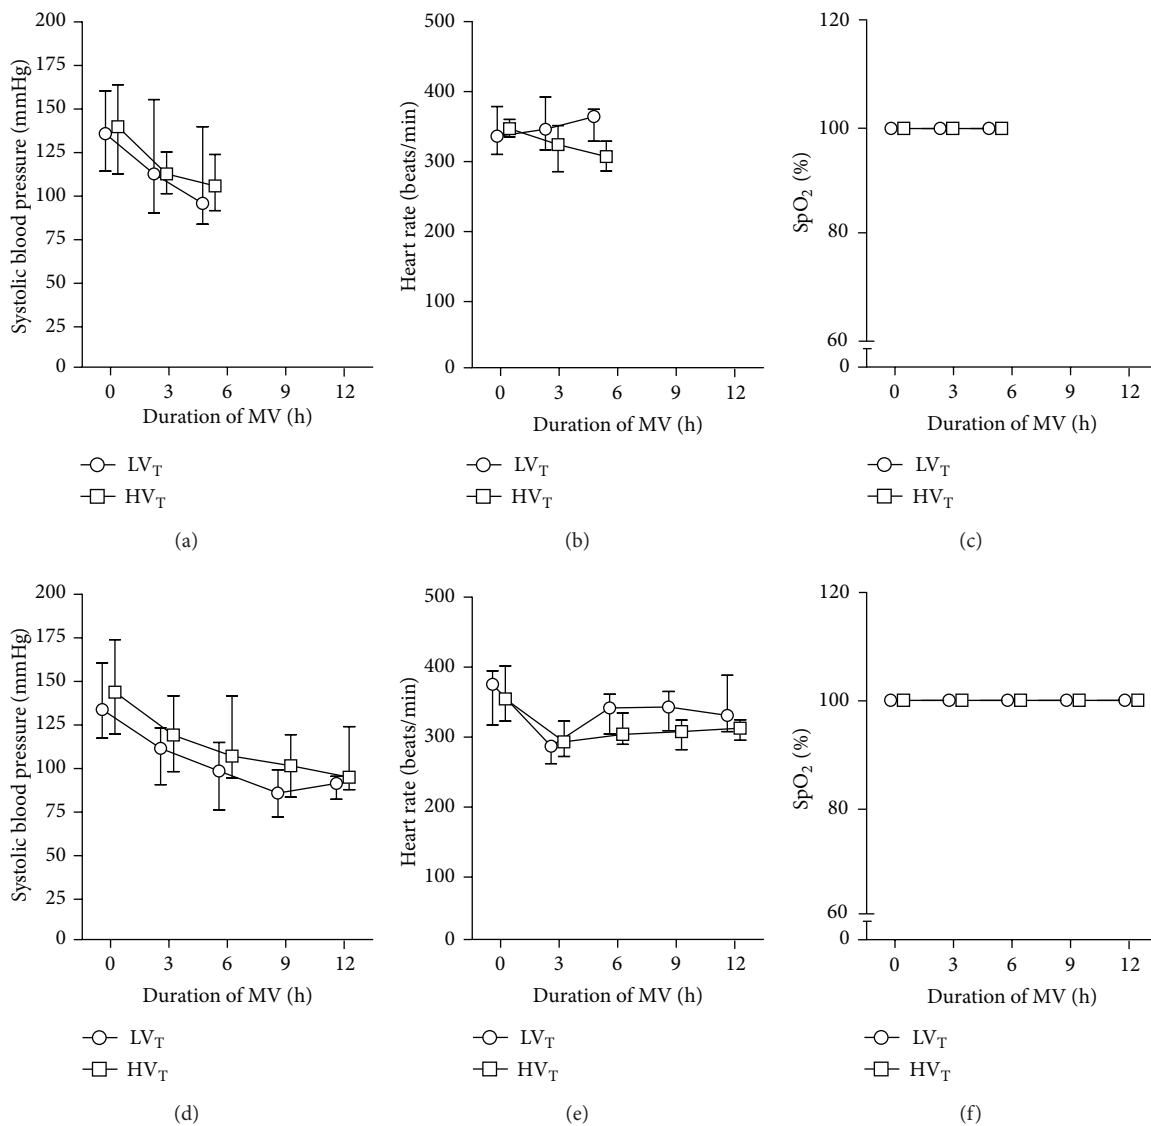 Systolic blood pressure (mmHg)
200
175
150
125
100
75
50
25
0
0 3 6 9 12
Duration of MV (h)
LVT
HVT
(a)
Heart rate (beats/min)
500
400
300
200
100
0
0 3 6 9 12
Duration of MV (h)
LVT
HVT
(b)
SpO2 (%)
120
100
80
60
0
0 3 6 9 12
Duration of MV (h)
LVT
HVT
(c)
Systolic blood pressure (mmHg)
200
175
150
125
100
75
50
25
0
0 3 6 9 12
Duration of MV (h)
LVT
HVT
(d)
Heart rate (beats/min)
500
400
300
200
100
0
0 3 6 9 12
Duration of MV (h)
LVT
HVT
(e)
SpO2 (%)
120
100
80
60
0
0 3 6 9 12
Duration of MV (h)
LVT
HVT
(f)